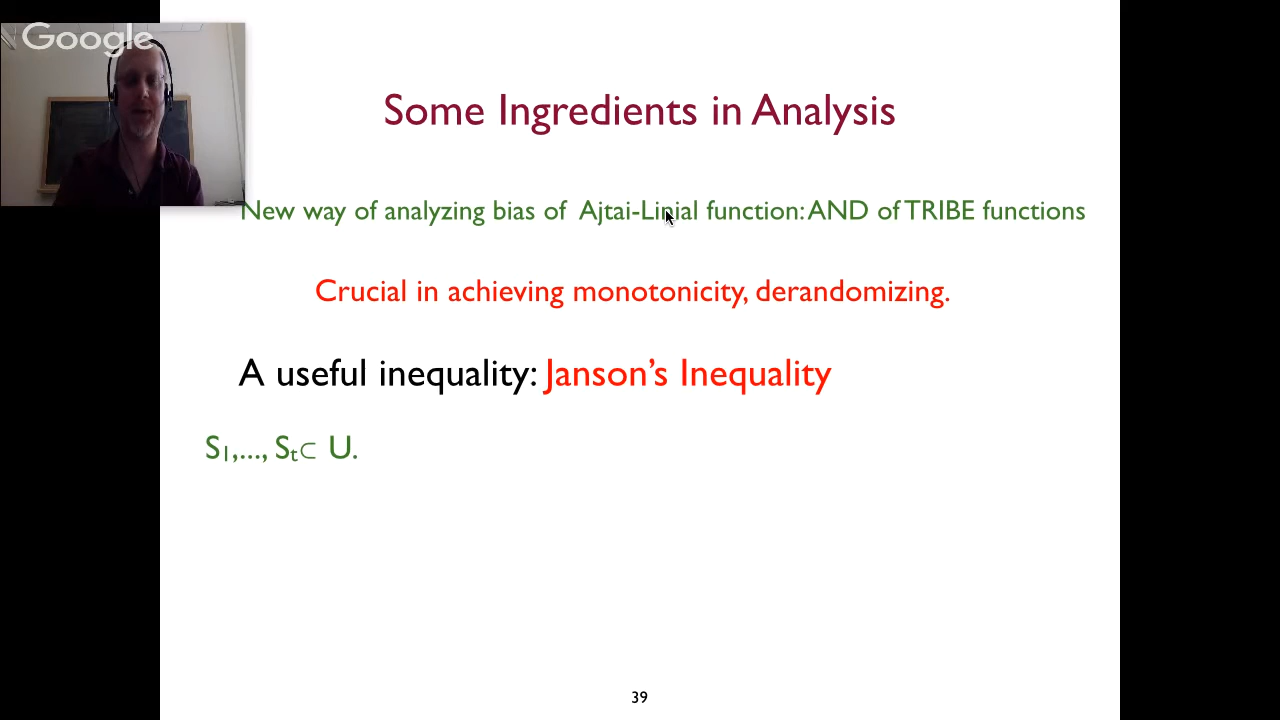 Google
Some Ingredients in Analysis
New way of analyzing bias of Ajtai-Linial function: AND of TRIBE functions
Crucial in achieving monotonicity, derandomizing.
A useful inequality: Janson's Inequality
S₁,..., Sₜ⊂ U.
39